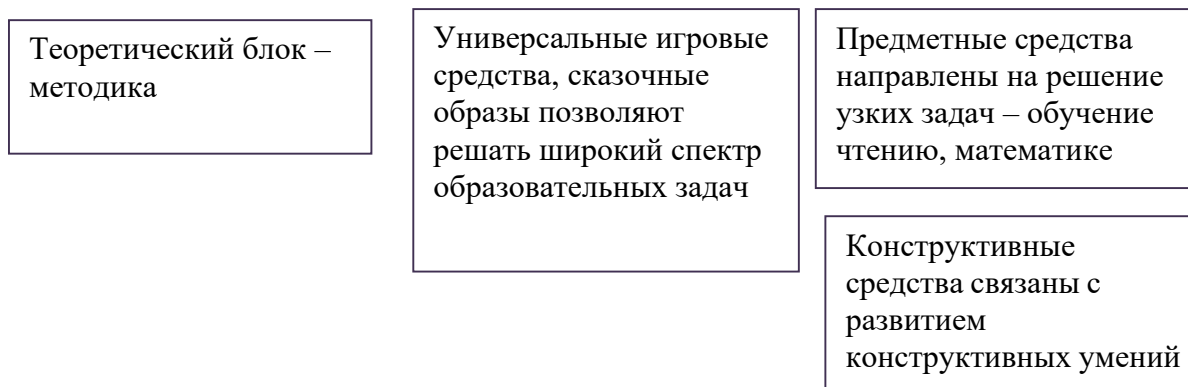 Теоретический блок –
методика
Универсальные игровые
средства, сказочные
образы позволяют
решать широкий спектр
образовательных задач
Предметные средства
направлены на решение
узких задач – обучение
чтению, математике
Конструктивные
средства связаны с
развитием
конструктивных умений